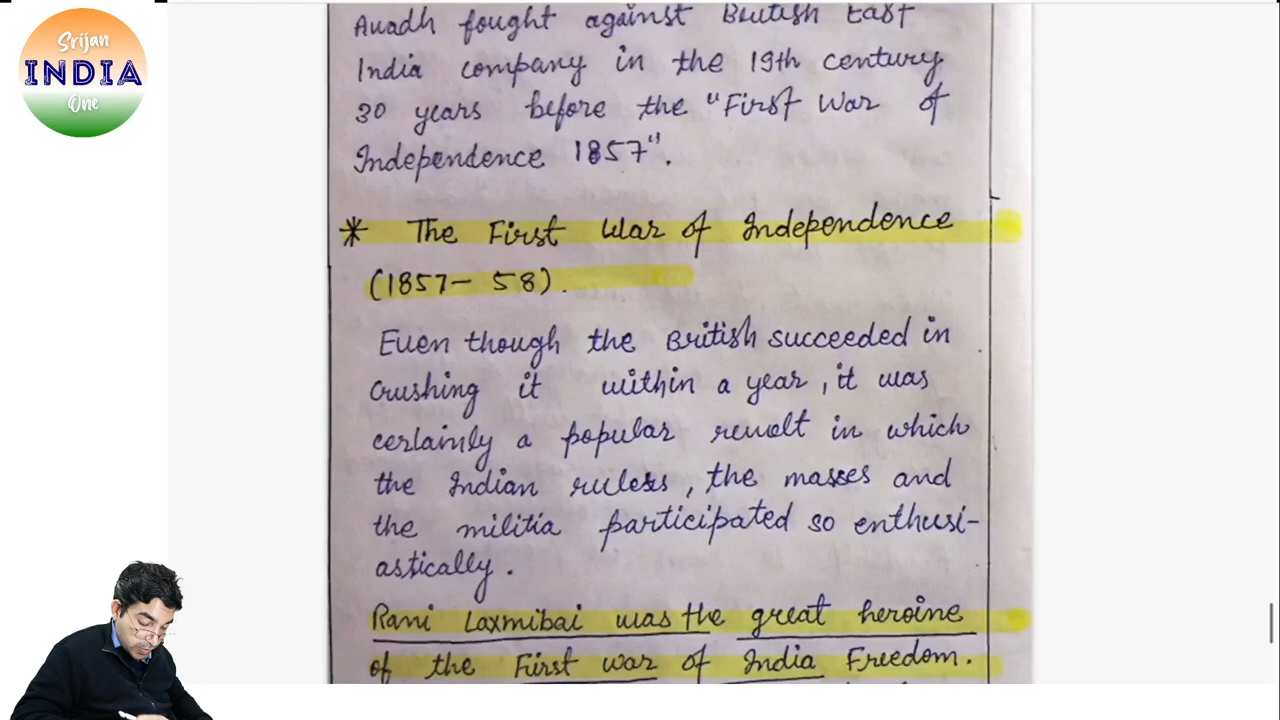 Srijan
INDIA
One
Auadh fought against British East
India company in the 19th century
30 years before the "First War of
Independence 1857".
* The First War of Independence
(1857- 58).
Even though the British succeeded in
crushing it within a year, it was
certainly a popular revolt in which
the Indian rulers, the masses and
the militia participated so enthusi-
astically.
Rani Laxmibai was the great heroine
of the First war of India Freedom.